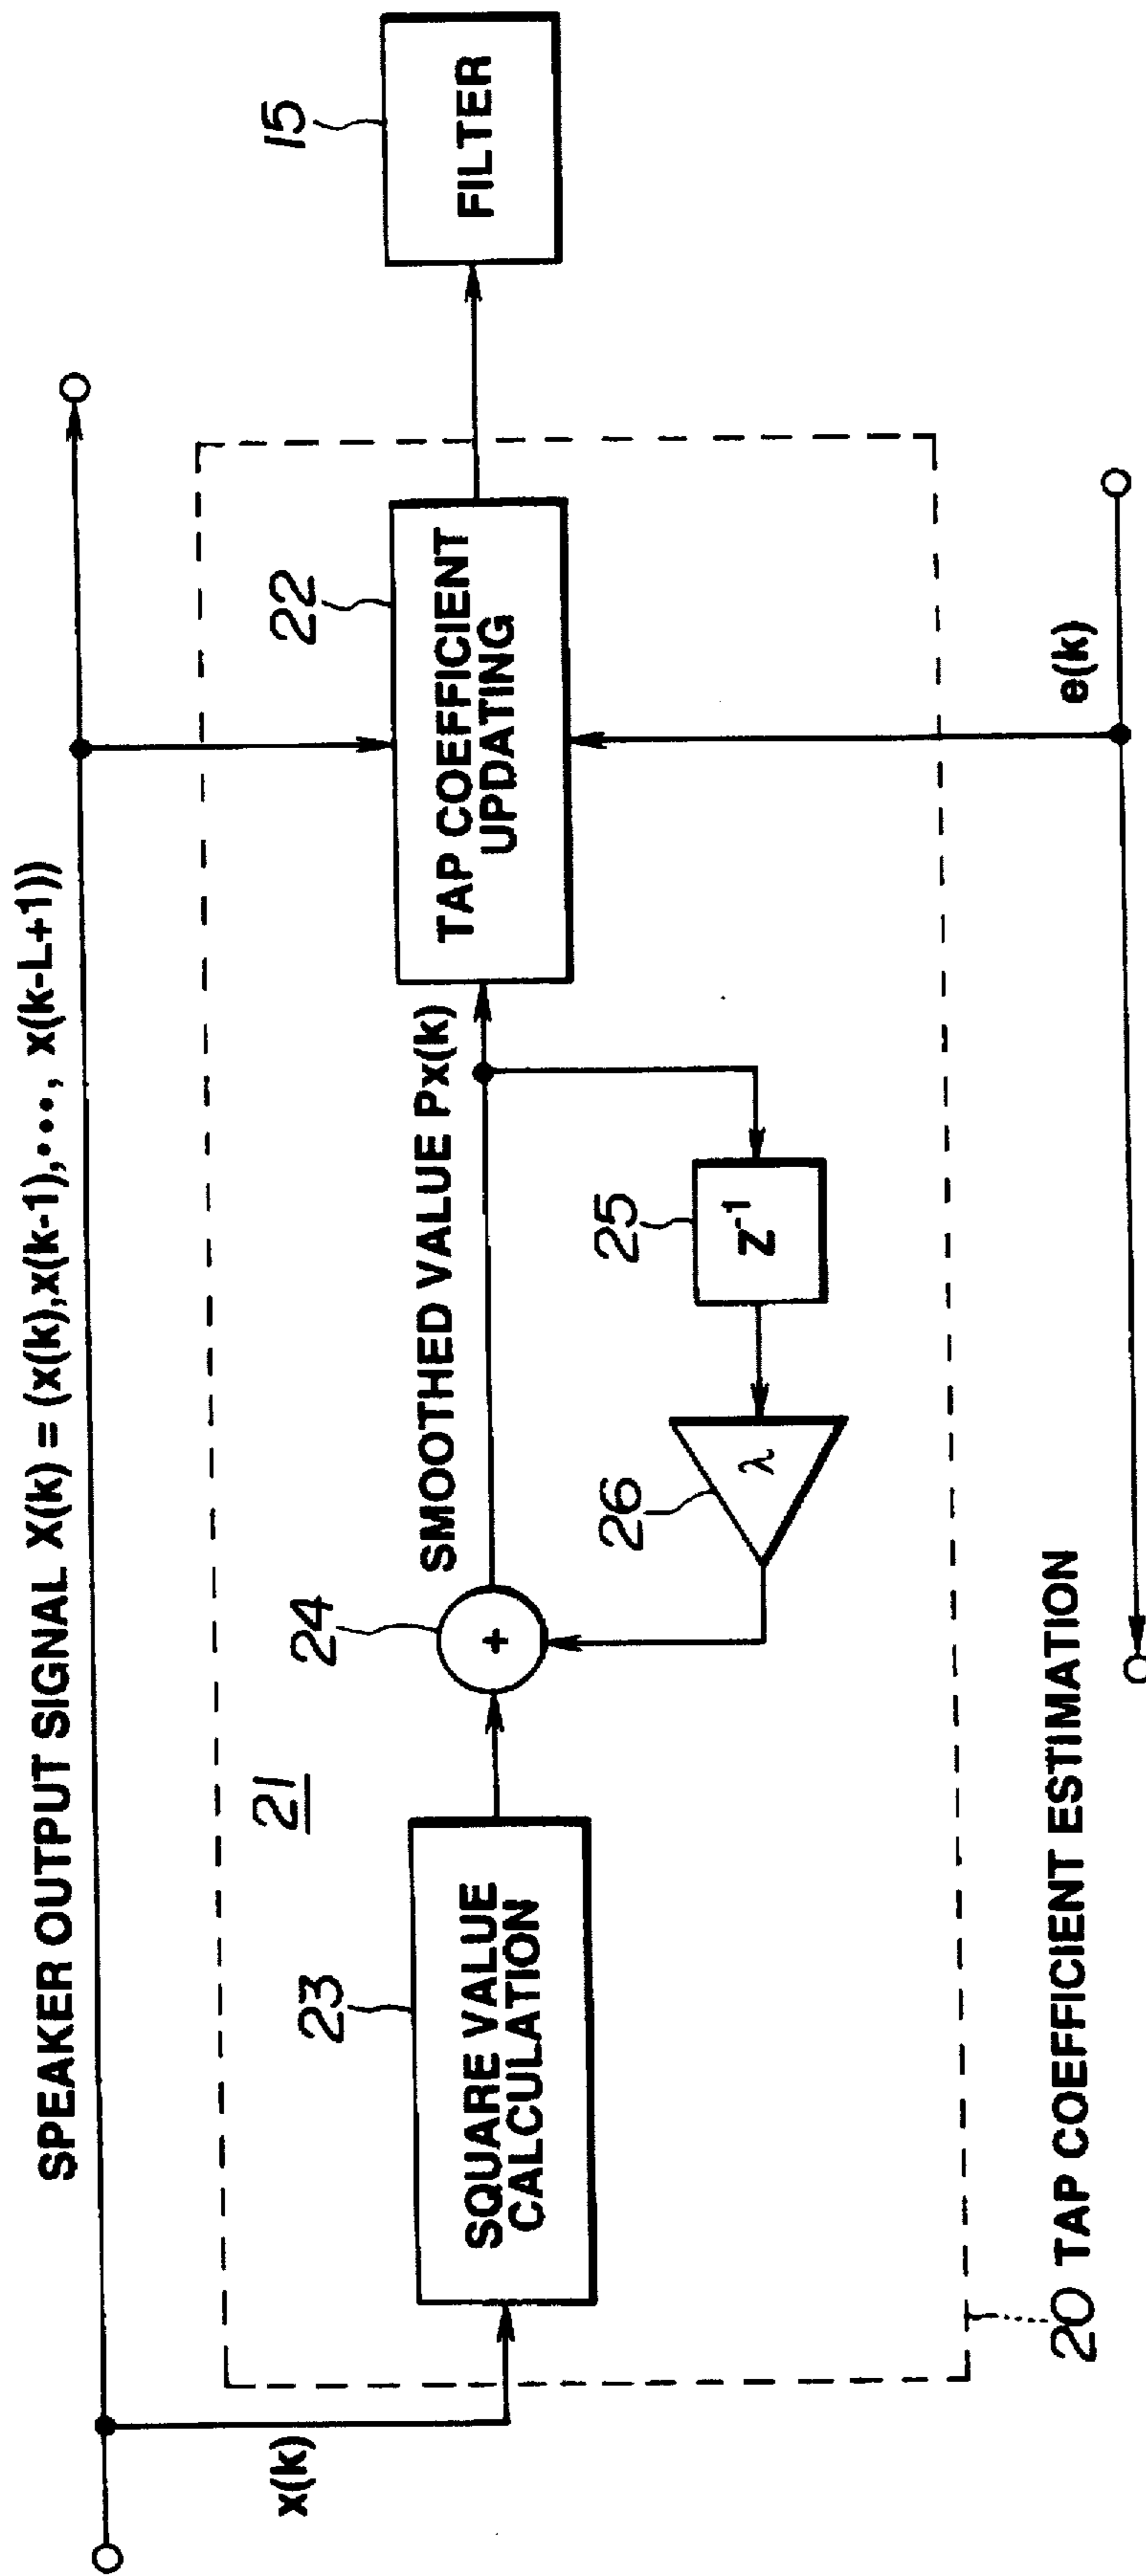 SPEAKER OUTPUT SIGNAL X(k) = (x(k),x(k-1),•••, x(k-L+1))
x(k)
21
23
SQUARE VALUE
CALCULATION
24
+
SMOOTHED VALUE Px(k)
22
TAP COEFFICIENT
UPDATING
15
FILTER
26
λ
25
Z⁻¹
e(k)
20 TAP COEFFICIENT ESTIMATION